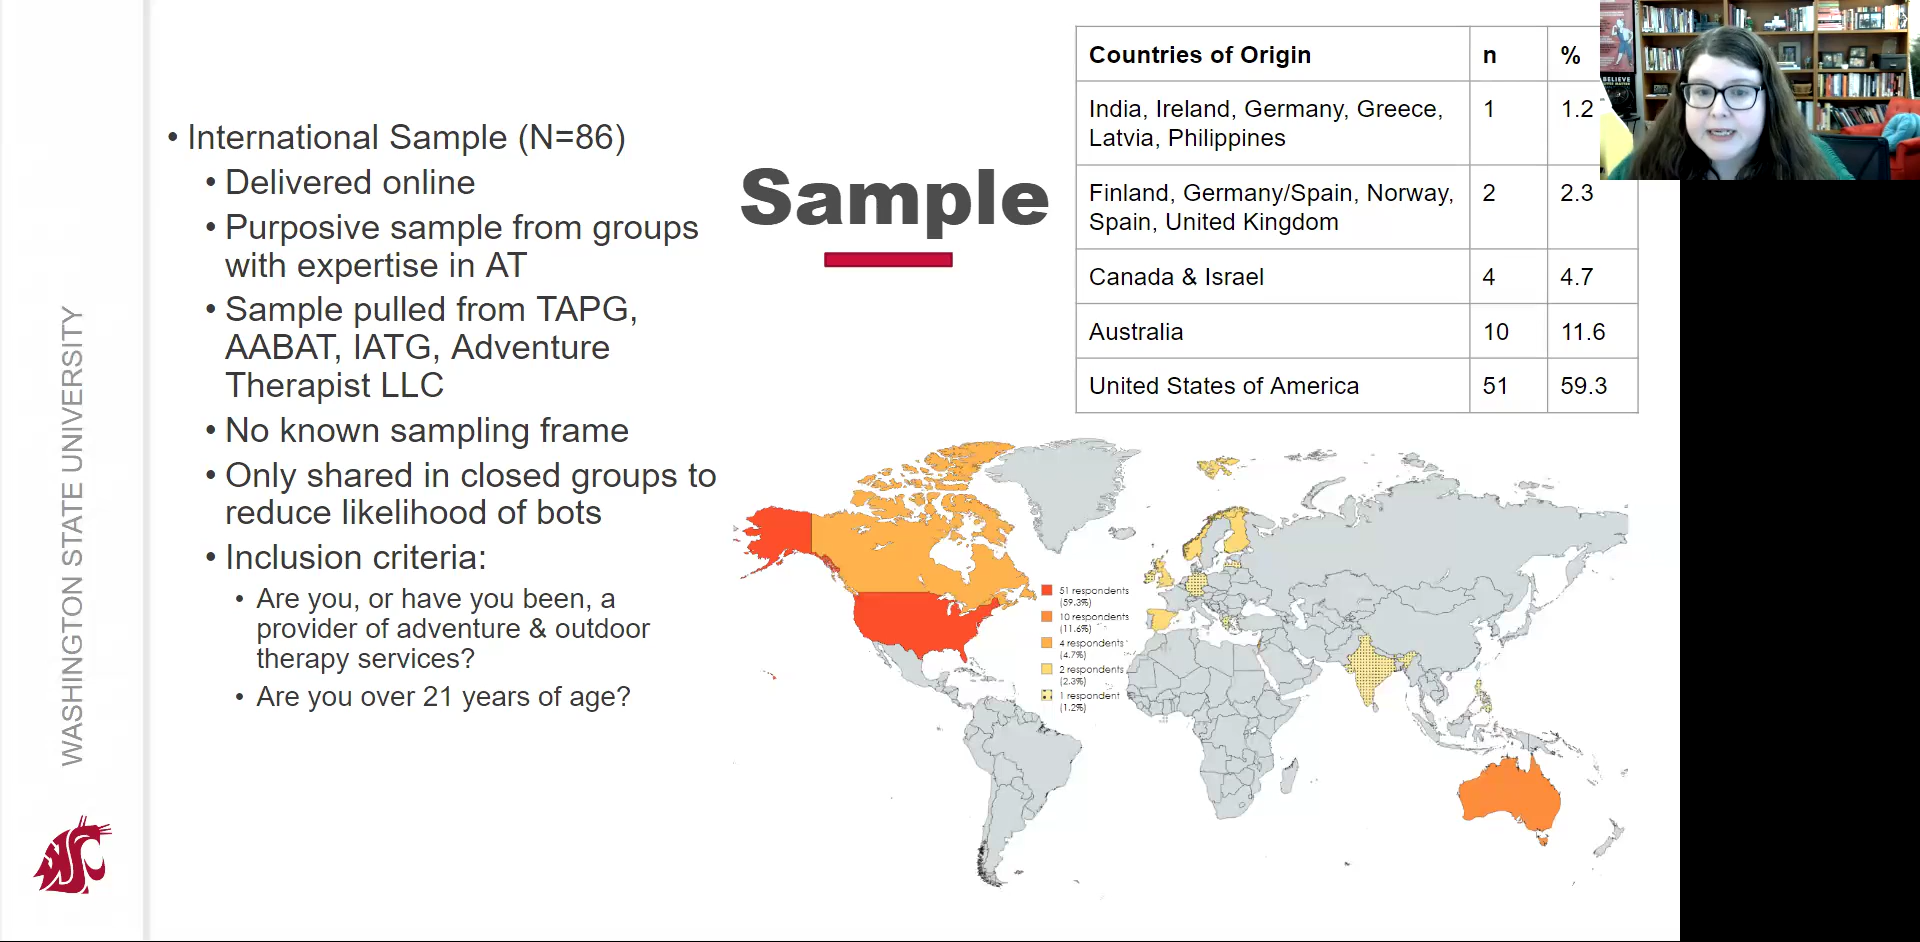 WASHINGTON STATE UNIVERSITY
• International Sample (N=86)
• Delivered online
• Purposive sample from groups
with expertise in AT
• Sample pulled from TAPG,
AABAT, IATG, Adventure
Therapist LLC
• No known sampling frame
• Only shared in closed groups to
reduce likelihood of bots
• Inclusion criteria:
• Are you, or have you been, a
provider of adventure & outdoor
therapy services?
• Are you over 21 years of age?
Sample
Countries of Origin n %
India, Ireland, Germany, Greece, 1 1.2
Latvia, Philippines
Finland, Germany/Spain, Norway, 2 2.3
Spain, United Kingdom
Canada & Israel 4 4.7
Australia 10 11.6
United States of America 51 59.3
51 respondents
(59.3%)
10 respondents
(11.6%)
4 respondents
(4.7%)
2 respondents
(2.3%)
1 respondent
(1.2%)
BELIEVE